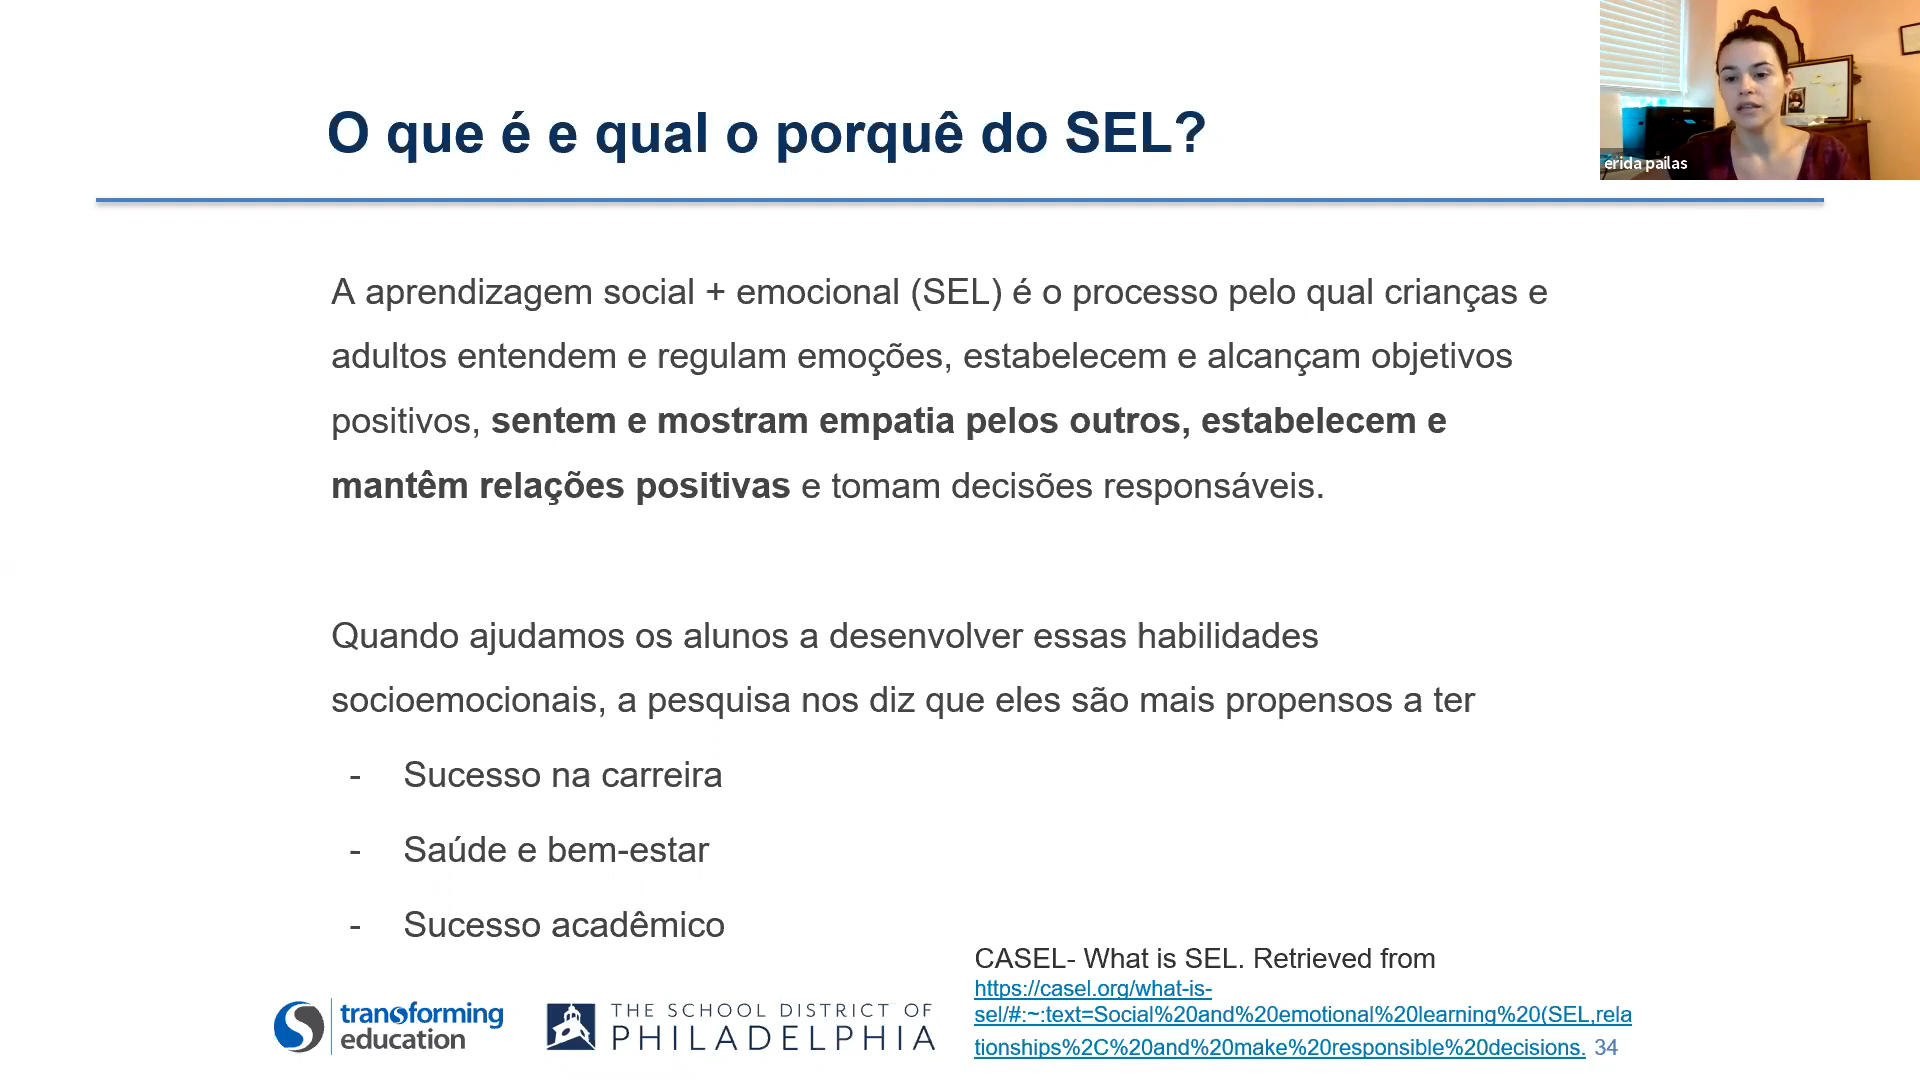 O que é e qual o porquê do SEL?
erida pailas
A aprendizagem social + emocional (SEL) é o processo pelo qual crianças e
adultos entendem e regulam emoções, estabelecem e alcançam objetivos
positivos, sentem e mostram empatia pelos outros, estabelecem e
mantêm relações positivas e tomam decisões responsáveis.
Quando ajudamos os alunos a desenvolver essas habilidades
socioemocionais, a pesquisa nos diz que eles são mais propensos a ter
- Sucesso na carreira
- Saúde e bem-estar
- Sucesso acadêmico
transforming
education
THE SCHOOL DISTRICT OF
PHILADELPHIA
CASEL- What is SEL. Retrieved from
https://casel.org/what-is-
sel/#:~:text=Social%20and%20emotional%20learning%20(SEL,rela
tionships%2C%20and%20make%20responsible%20decisions. 34